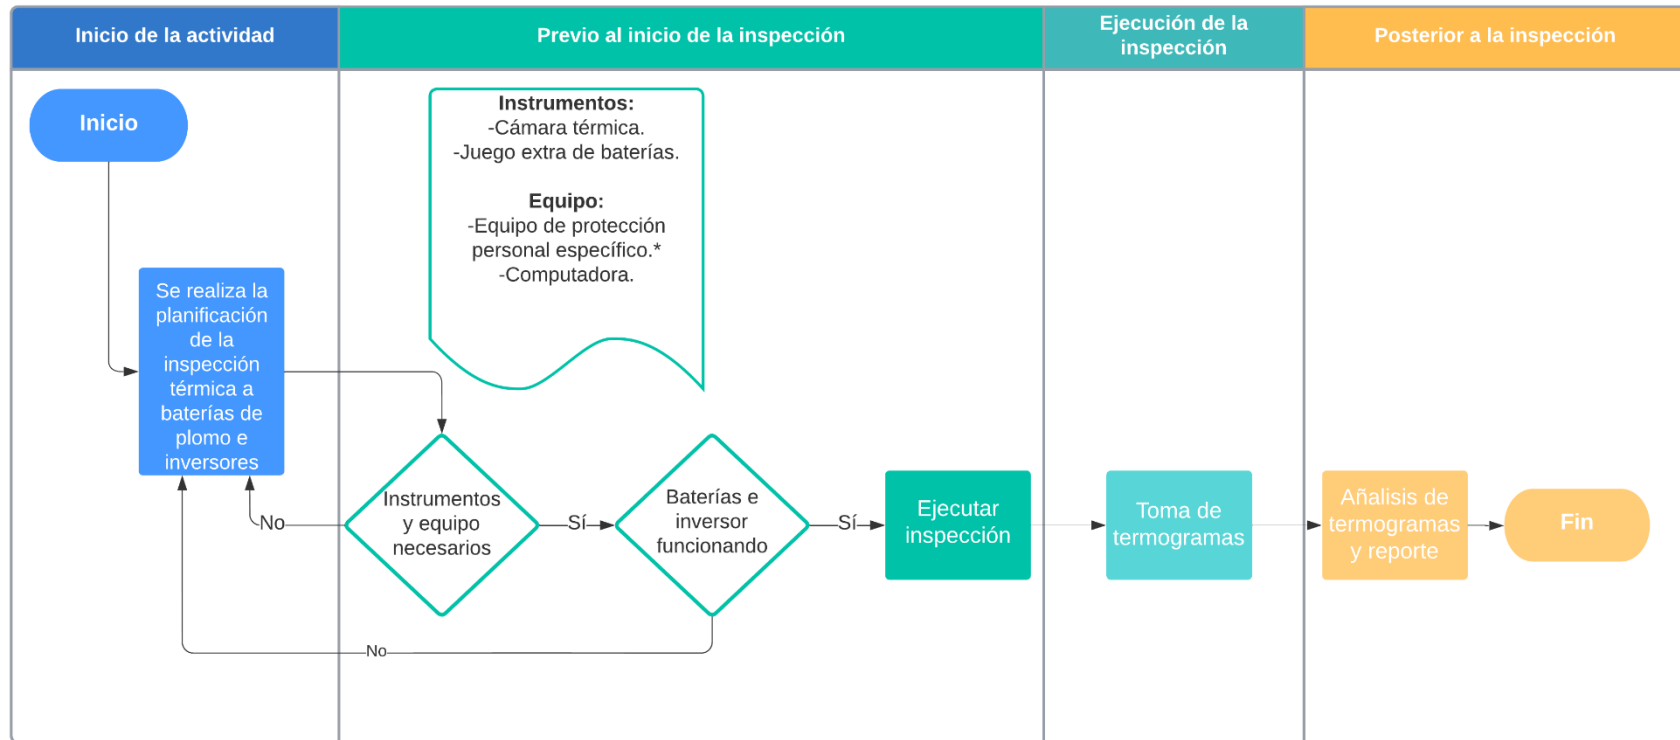 Inicio de la actividad
Previo al inicio de la inspección
Ejecución de la
inspección
Posterior a la inspección
Inicio
Instrumentos:
-Cámara térmica.
-Juego extra de baterías.
Equipo:
-Equipo de protección
personal específico.*
-Computadora.
Se realiza la
planificación
de la
inspección
térmica a
baterías de
plomo e
inversores
No
Instrumentos
y equipo
necesarios
Sí
Baterías e
inversor
funcionando
Sí
Ejecutar
inspección
Toma de
termogramas
Añalisis de
termogramas
y reporte
Fin
No